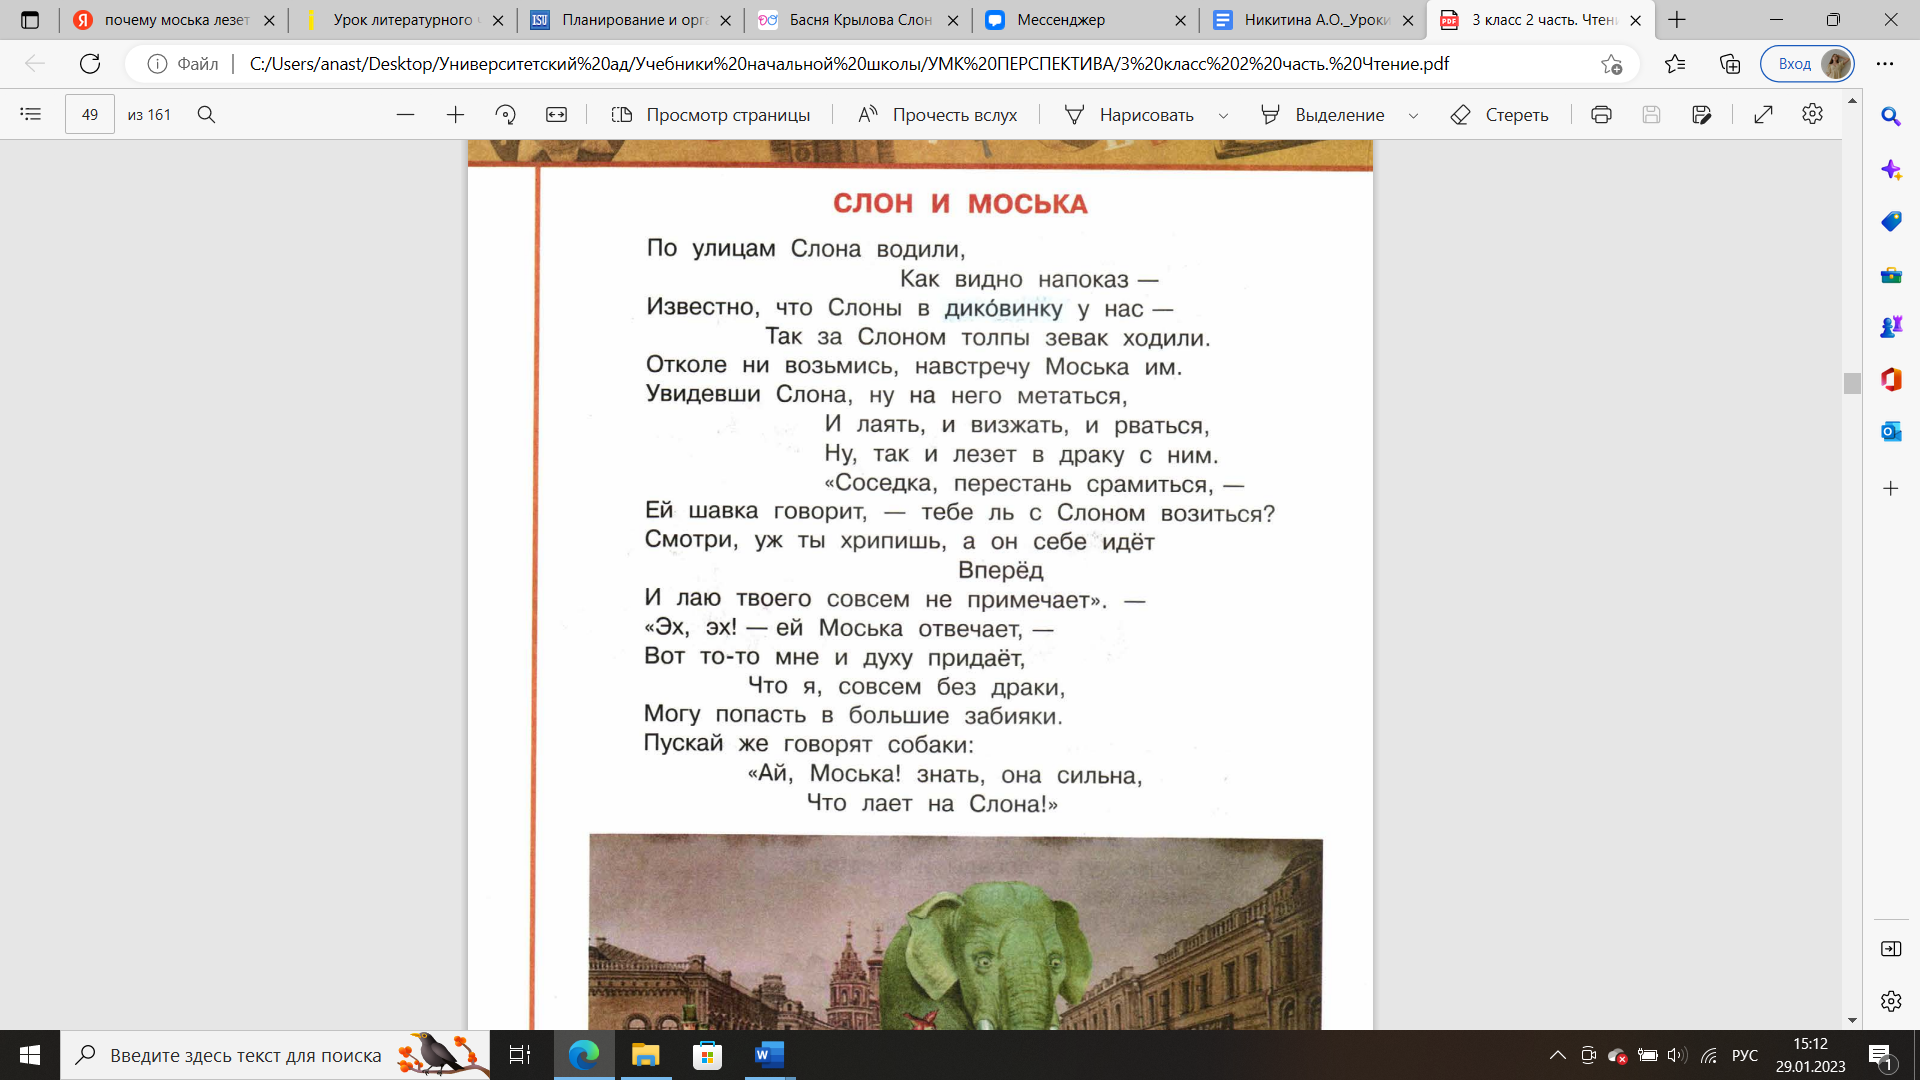 почему моська лезет
Урок литературного ч
Планирование и орга
Басня Крылова Слон
Мессенджер
Никитина А.О._Уроки
3 класс 2 часть. Чтени
Файл
C:/Users/anast/Desktop/Университетский%20ад/Учебники%20начальной%20школы/УМК%20ПЕРСПЕКТИВА/3%20класс%202%20часть.%20Чтение.pdf
Вход
49 из 161
Просмотр страницы
Прочесть вслух
Нарисовать
Выделение
Стереть
СЛОН И МОСЬКА
По улицам Слона водили,
Как видно напоказ —
Известно, что Слоны в дико́винку у нас —
Так за Слоном толпы зевак ходили.
Отколе ни возьмись, навстречу Моська им.
Увидевши Слона, ну на него метаться,
И лаять, и визжать, и рваться,
Ну, так и лезет в драку с ним.
«Соседка, перестань срамиться, —
Ей шавка говорит, — тебе ль с Слоном возиться?
Смотри, уж ты хрипишь, а он себе идёт
Вперёд
И лаю твоего совсем не примечает». —
«Эх, эх! — ей Моська отвечает, —
Вот то-то мне и духу придаёт,
Что я, совсем без драки,
Могу попасть в большие забияки.
Пускай же говорят собаки:
«Ай, Моська! знать, она сильна,
Что лает на Слона!»
Введите здесь текст для поиска
РУС
15:12
29.01.2023
1